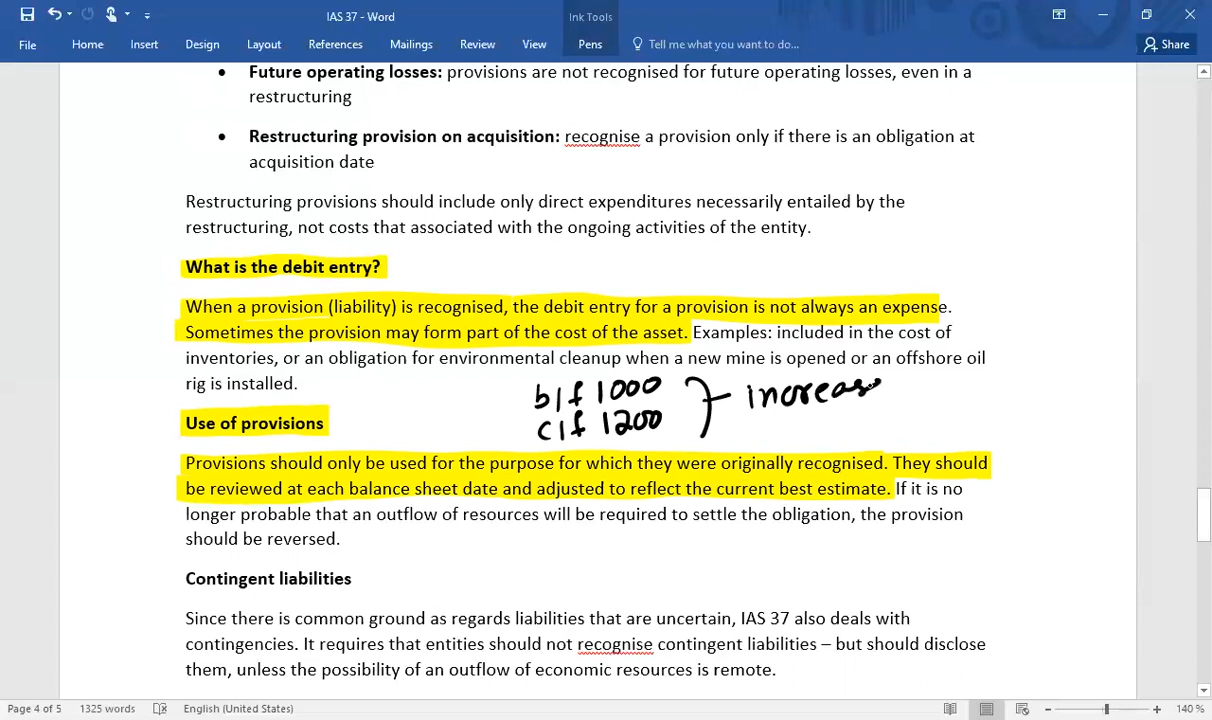 IAS 37 - Word
Ink Tools
File Home Insert Design Layout References Mailings Review View Pens Tell me what you want to do... Share
• Future operating losses: provisions are not recognised for future operating losses, even in a
restructuring
• Restructuring provision on acquisition: recognise a provision only if there is an obligation at
acquisition date
Restructuring provisions should include only direct expenditures necessarily entailed by the
restructuring, not costs that associated with the ongoing activities of the entity.
What is the debit entry?
When a provision (liability) is recognised, the debit entry for a provision is not always an expense.
Sometimes the provision may form part of the cost of the asset. Examples: included in the cost of
inventories, or an obligation for environmental cleanup when a new mine is opened or an offshore oil
rig is installed.
b/f 1000
c/f 1200
increas
Use of provisions
Provisions should only be used for the purpose for which they were originally recognised. They should
be reviewed at each balance sheet date and adjusted to reflect the current best estimate. If it is no
longer probable that an outflow of resources will be required to settle the obligation, the provision
should be reversed.
Contingent liabilities
Since there is common ground as regards liabilities that are uncertain, IAS 37 also deals with
contingencies. It requires that entities should not recognise contingent liabilities – but should disclose
them, unless the possibility of an outflow of economic resources is remote.
Page 4 of 5 1325 words English (United States) 140 %